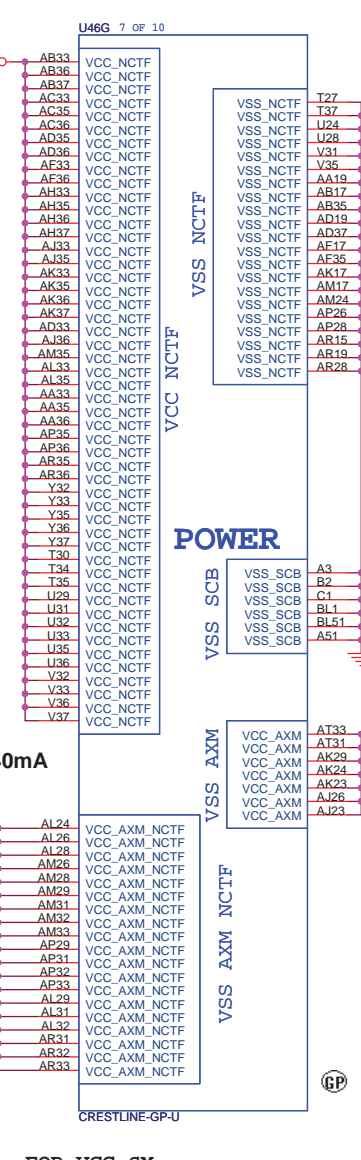 U46G 7 OF 10
AB33 VCC_NCTF
AB36 VCC_NCTF
AB37 VCC_NCTF
AC33 VCC_NCTF
AC35 VCC_NCTF
AC36 VCC_NCTF
AD35 VCC_NCTF
AD36 VCC_NCTF
AF33 VCC_NCTF
AF36 VCC_NCTF
AH33 VCC_NCTF
AH35 VCC_NCTF
AH36 VCC_NCTF
AH37 VCC_NCTF
AJ33 VCC_NCTF
AJ35 VCC_NCTF
AK33 VCC_NCTF
AK35 VCC_NCTF
AK36 VCC_NCTF
AK37 VCC_NCTF
AD33 VCC_NCTF
AJ36 VCC_NCTF
AM35 VCC_NCTF
AL33 VCC_NCTF
AL35 VCC_NCTF
AA33 VCC_NCTF
AA35 VCC_NCTF
AA36 VCC_NCTF
AP35 VCC_NCTF
AP36 VCC_NCTF
AR35 VCC_NCTF
AR36 VCC_NCTF
Y32 VCC_NCTF
Y33 VCC_NCTF
Y35 VCC_NCTF
Y36 VCC_NCTF
Y37 VCC_NCTF
T30 VCC_NCTF
T34 VCC_NCTF
T35 VCC_NCTF
U29 VCC_NCTF
U31 VCC_NCTF
U32 VCC_NCTF
U33 VCC_NCTF
U35 VCC_NCTF
U36 VCC_NCTF
V32 VCC_NCTF
V33 VCC_NCTF
V36 VCC_NCTF
V37 VCC_NCTF
VCC NCTF
VSS NCTF
VSS_NCTF T27
VSS_NCTF T37
VSS_NCTF U24
VSS_NCTF U28
VSS_NCTF V31
VSS_NCTF V35
VSS_NCTF AA19
VSS_NCTF AB17
VSS_NCTF AB35
VSS_NCTF AD19
VSS_NCTF AD37
VSS_NCTF AF17
VSS_NCTF AF35
VSS_NCTF AK17
VSS_NCTF AM17
VSS_NCTF AM24
VSS_NCTF AP26
VSS_NCTF AP28
VSS_NCTF AR15
VSS_NCTF AR19
VSS_NCTF AR28
POWER
VSS SCB
VSS_SCB A3
VSS_SCB B2
VSS_SCB C1
VSS_SCB BL1
VSS_SCB BL51
VSS_SCB A51
VSS AXM
VCC_AXM AT33
VCC_AXM AT31
VCC_AXM AK29
VCC_AXM AK24
VCC_AXM AK23
VCC_AXM AJ26
VCC_AXM AJ23
0mA
AL24 VCC_AXM_NCTF
AL26 VCC_AXM_NCTF
AL28 VCC_AXM_NCTF
AM26 VCC_AXM_NCTF
AM28 VCC_AXM_NCTF
AM29 VCC_AXM_NCTF
AM31 VCC_AXM_NCTF
AM32 VCC_AXM_NCTF
AM33 VCC_AXM_NCTF
AP29 VCC_AXM_NCTF
AP31 VCC_AXM_NCTF
AP32 VCC_AXM_NCTF
AP33 VCC_AXM_NCTF
AL29 VCC_AXM_NCTF
AL31 VCC_AXM_NCTF
AL32 VCC_AXM_NCTF
AR31 VCC_AXM_NCTF
AR32 VCC_AXM_NCTF
AR33 VCC_AXM_NCTF
VSS AXM NCTF
GP
CRESTLINE-GP-U